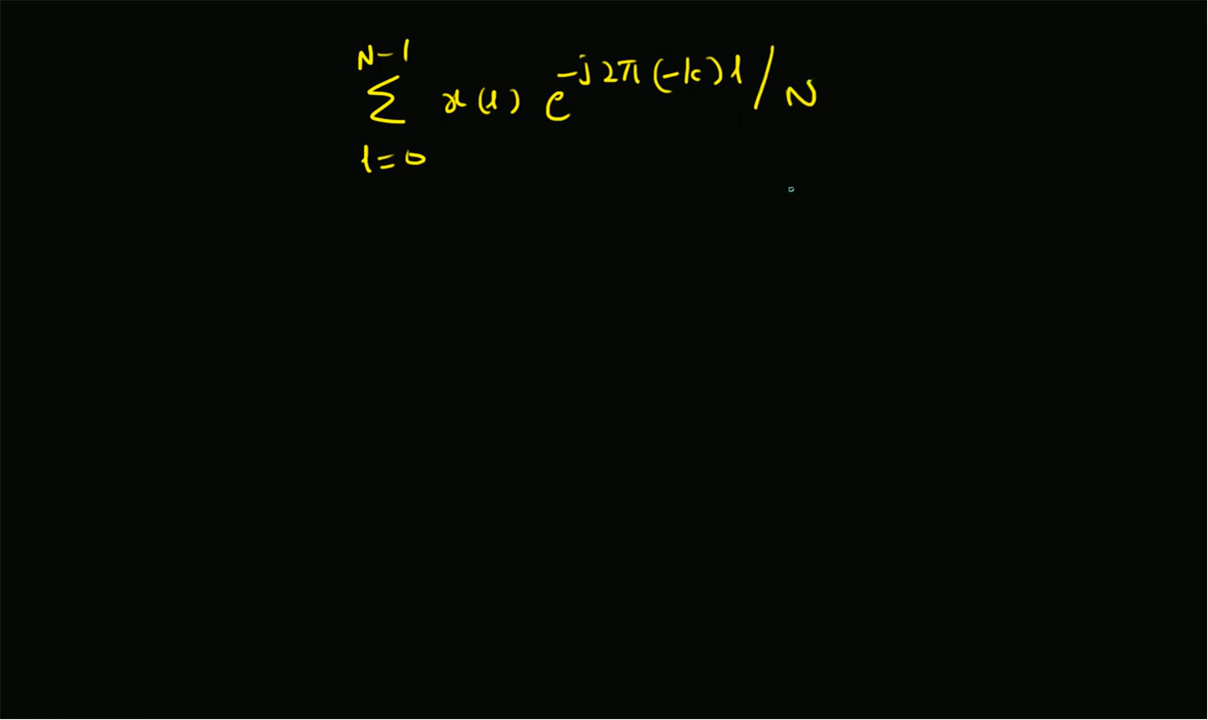 N-1
Σ x(l) e^{-j2π(-k)l/N}
l=0